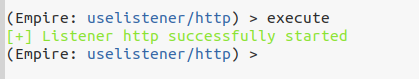 (Empire: uselistener/http) > execute
[+] Listener http successfully started
(Empire: uselistener/http) >